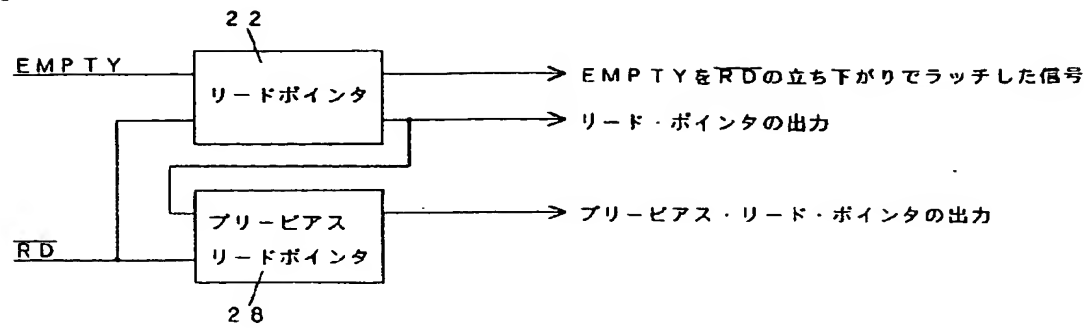 ２２
ＥＭＰＴＹ
リードポインタ
ＥＭＰＴＹをR̅D̅の立ち下がりでラッチした信号
リード・ポインタの出力
プリービアス
リードポインタ
プリービアス・リード・ポインタの出力
R̅D̅
２８